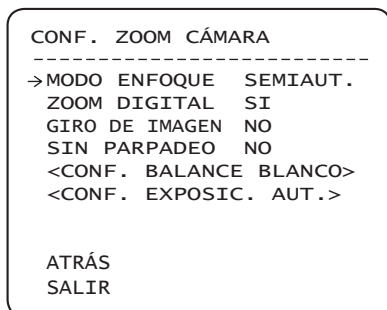 CONF. ZOOM CÁMARA
---------------------------
→MODO ENFOQUE SEMIAUT.
ZOOM DIGITAL SI
GIRO DE IMAGEN NO
SIN PARPADEO NO
<CONF. BALANCE BLANCO>
<CONF. EXPOSIC. AUT.>
ATRÁS
SALIR